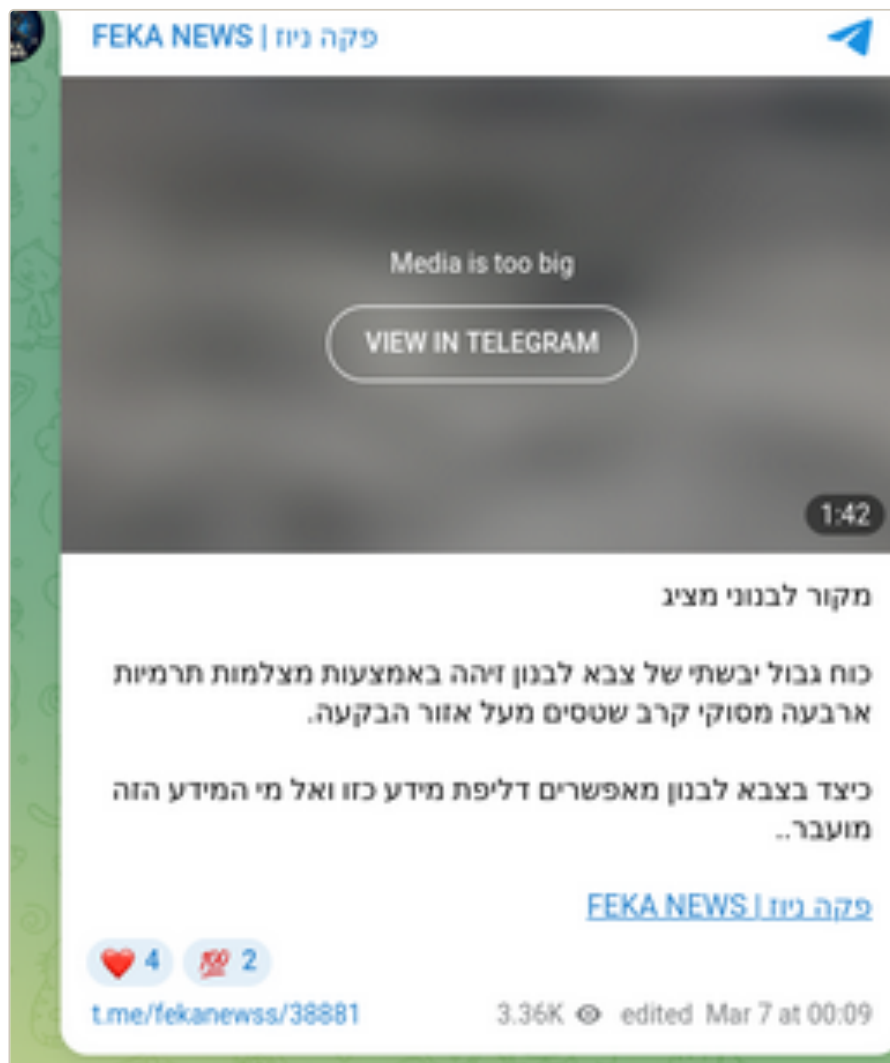 FEKA NEWS | פקה ניוז
Media is too big
VIEW IN TELEGRAM
1:42
מקור לבנוני מציג
כוח גבול יבשתי של צבא לבנון זיהה באמצעות מצלמות תרמיות
ארבעה מסוקי קרב שטסים מעל אזור הבקעה.
כיצד בצבא לבנון מאפשרים דליפת מידע כזו ואל מי המידע הזה
מועבר..
פקה ניוז | FEKA NEWS
❤️ 4 💯 2
t.me/fekanewss/38881 3.36K edited Mar 7 at 00:09